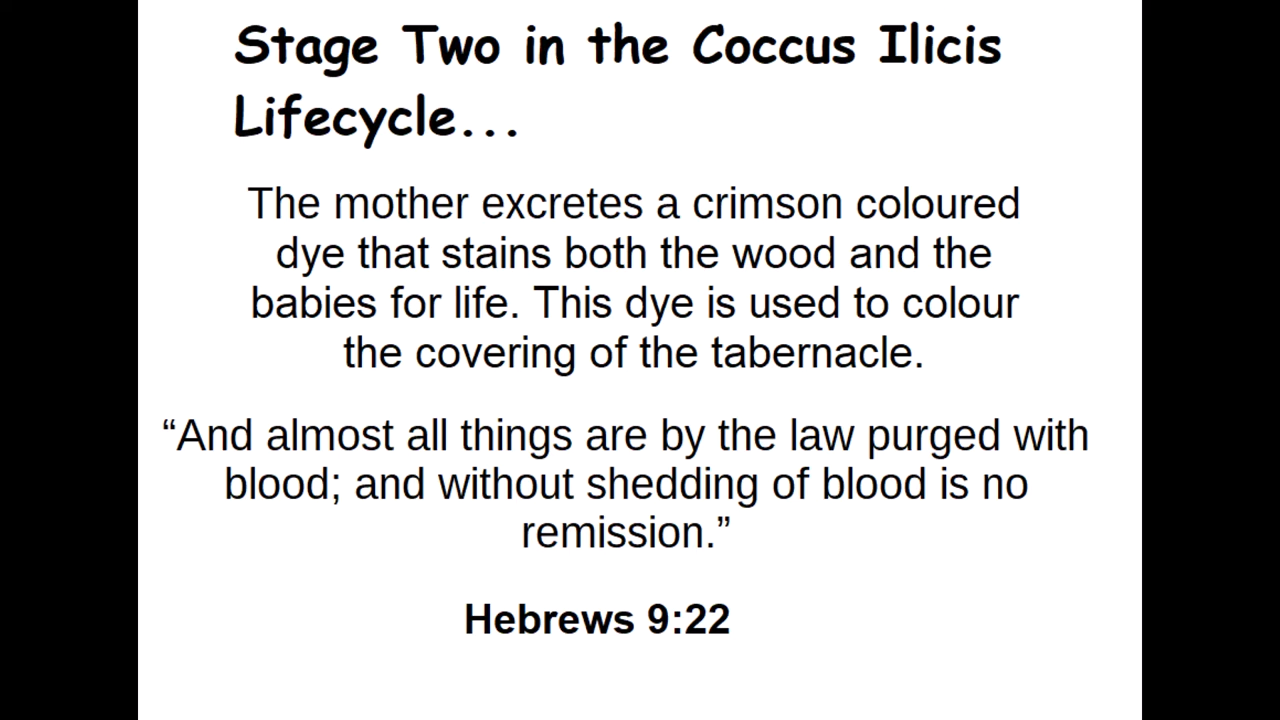 Stage Two in the Coccus Ilicis
Lifecycle...
The mother excretes a crimson coloured
dye that stains both the wood and the
babies for life. This dye is used to colour
the covering of the tabernacle.
“And almost all things are by the law purged with
blood; and without shedding of blood is no
remission.”
Hebrews 9:22